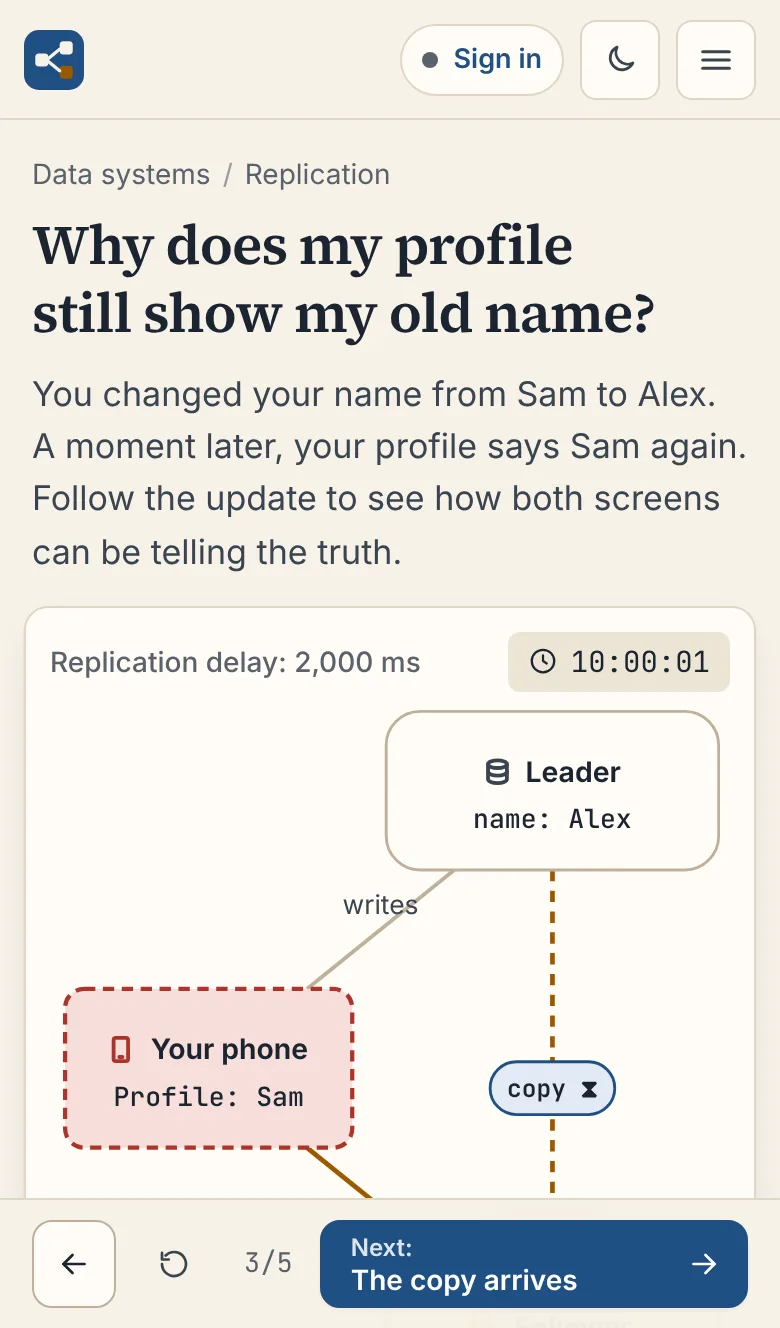 Sign in
Data systems / Replication
Why does my profile
still show my old name?
You changed your name from Sam to Alex.
A moment later, your profile says Sam again.
Follow the update to see how both screens
can be telling the truth.
Replication delay: 2,000 ms
10:00:01
Leader
name: Alex
writes
Your phone
Profile: Sam
copy
3/5
Next:
The copy arrives